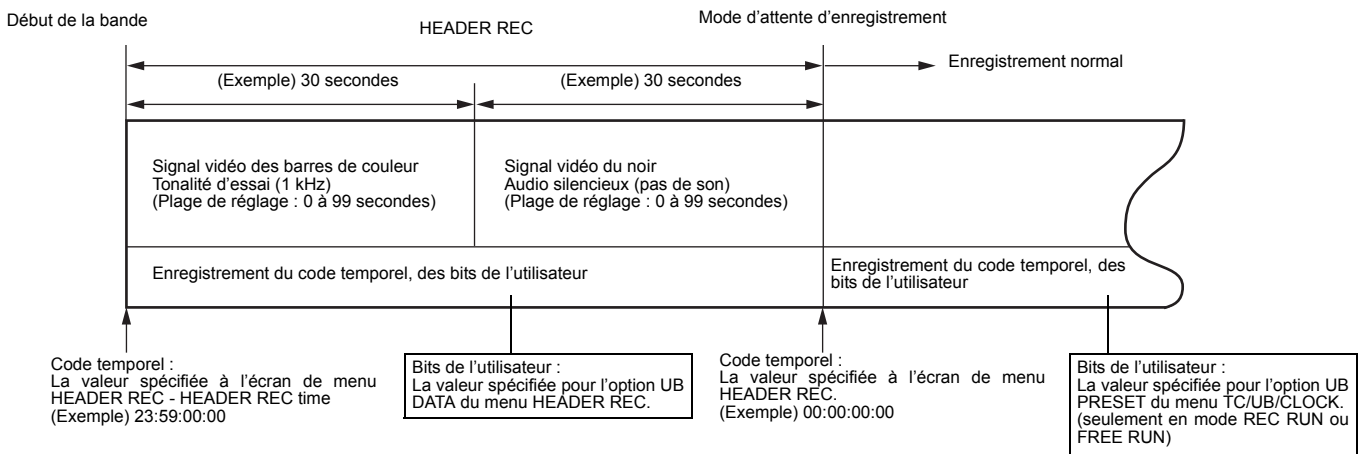 Début de la bande
HEADER REC
Mode d'attente d'enregistrement
(Exemple) 30 secondes
(Exemple) 30 secondes
Enregistrement normal
Signal vidéo des barres de couleur
Tonalité d'essai (1 kHz)
(Plage de réglage : 0 à 99 secondes)
Signal vidéo du noir
Audio silencieux (pas de son)
(Plage de réglage : 0 à 99 secondes)
Enregistrement du code temporel, des bits de l'utilisateur
Enregistrement du code temporel, des
bits de l'utilisateur
Code temporel :
La valeur spécifiée à l'écran de menu
HEADER REC - HEADER REC time
(Exemple) 23:59:00:00
Bits de l'utilisateur :
La valeur spécifiée pour l'option UB
DATA du menu HEADER REC.
Code temporel :
La valeur spécifiée à l'écran de menu
HEADER REC.
(Exemple) 00:00:00:00
Bits de l'utilisateur :
La valeur spécifiée pour l'option UB
PRESET du menu TC/UB/CLOCK.
(seulement en mode REC RUN ou
FREE RUN)